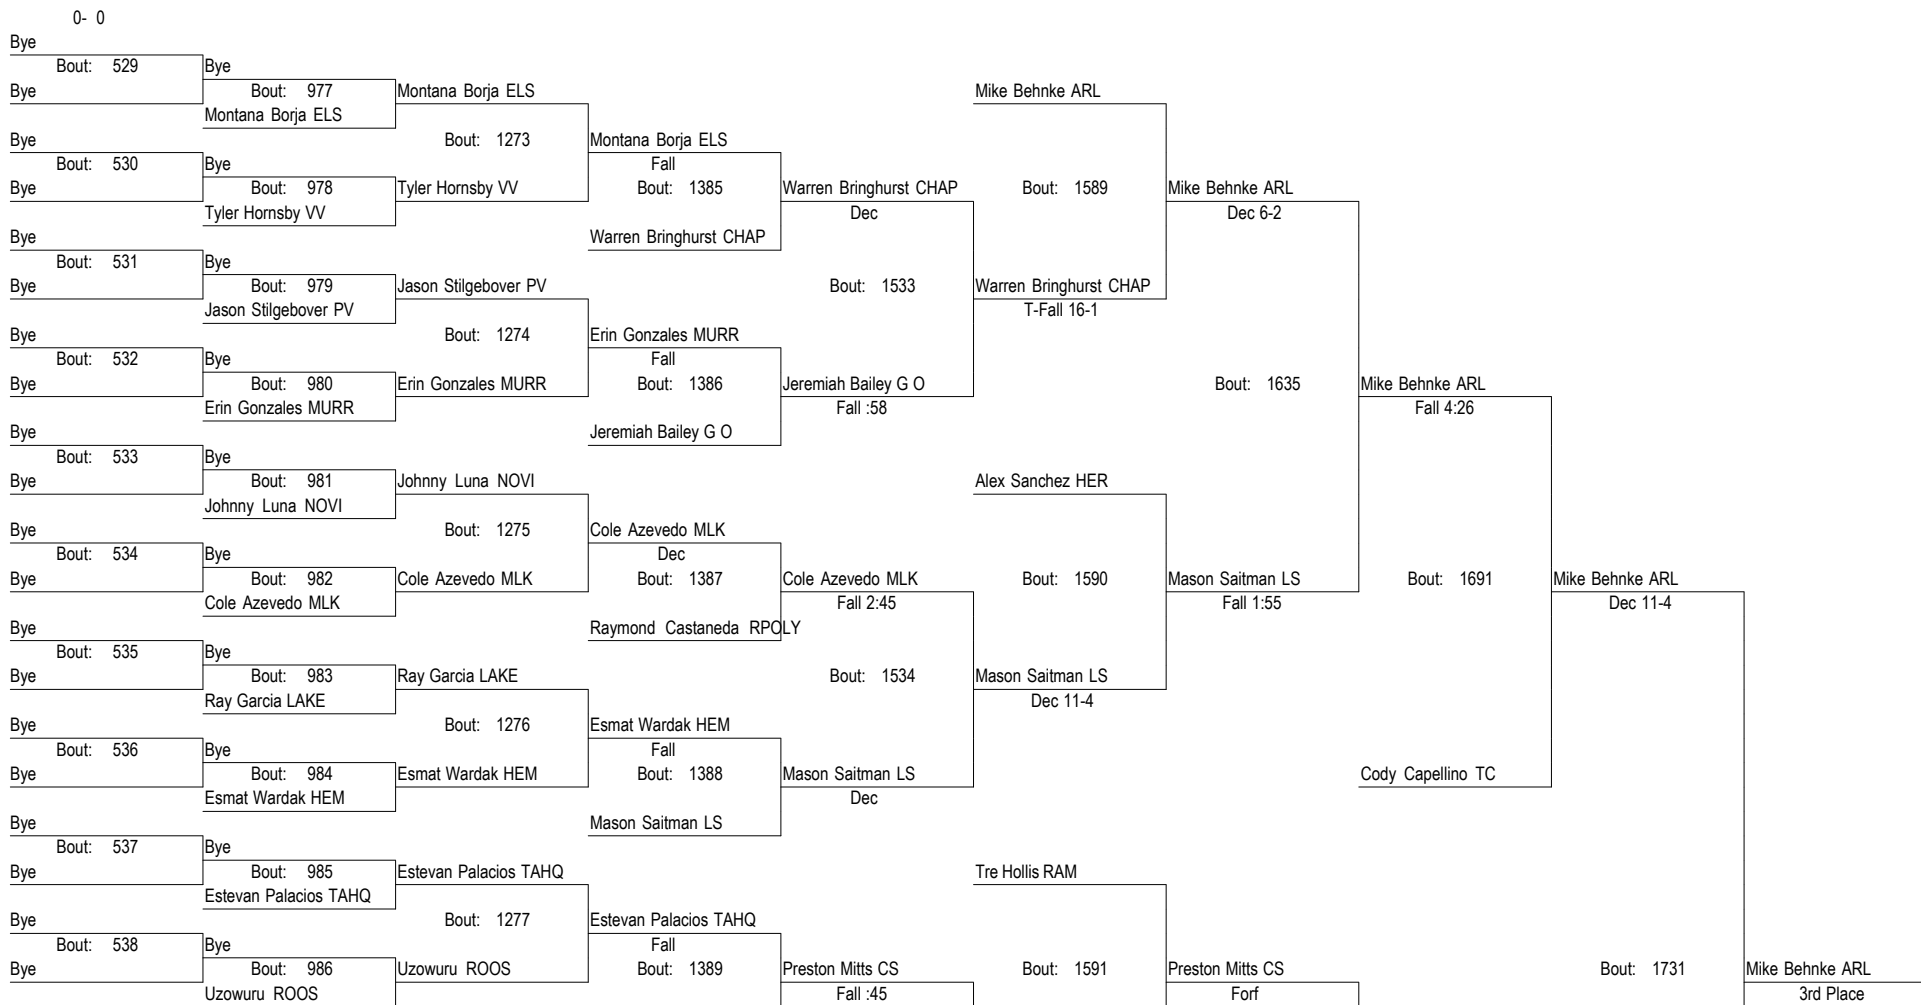 0- 0
Bye
Bout: 529 Bye
Bye Bout: 977 Montana Borja ELS Mike Behnke ARL
Montana Borja ELS
Bye Bout: 1273 Montana Borja ELS
Bout: 530 Bye Fall
Bye Bout: 978 Tyler Hornsby VV Bout: 1385 Warren Bringhurst CHAP Bout: 1589 Mike Behnke ARL
Tyler Hornsby VV Dec Dec 6-2
Bye Warren Bringhurst CHAP
Bout: 531 Bye
Bye Bout: 979 Jason Stilgebover PV Bout: 1533 Warren Bringhurst CHAP
Jason Stilgebover PV T-Fall 16-1
Bye Bout: 1274 Erin Gonzales MURR
Bout: 532 Bye Fall
Bye Bout: 980 Erin Gonzales MURR Bout: 1386 Jeremiah Bailey G O Bout: 1635 Mike Behnke ARL
Erin Gonzales MURR Fall :58 Fall 4:26
Bye Jeremiah Bailey G O
Bout: 533 Bye
Bye Bout: 981 Johnny Luna NOVI Alex Sanchez HER
Johnny Luna NOVI
Bye Bout: 1275 Cole Azevedo MLK
Bout: 534 Bye Dec
Bye Bout: 982 Cole Azevedo MLK Bout: 1387 Cole Azevedo MLK Bout: 1590 Mason Saitman LS Bout: 1691 Mike Behnke ARL
Cole Azevedo MLK Fall 2:45 Fall 1:55 Dec 11-4
Bye Raymond Castaneda RPOLY
Bout: 535 Bye
Bye Bout: 983 Ray Garcia LAKE Bout: 1534 Mason Saitman LS
Ray Garcia LAKE Dec 11-4
Bye Bout: 1276 Esmat Wardak HEM
Bout: 536 Bye Fall
Bye Bout: 984 Esmat Wardak HEM Bout: 1388 Mason Saitman LS Cody Capellino TC
Esmat Wardak HEM Dec
Bye Mason Saitman LS
Bout: 537 Bye
Bye Bout: 985 Estevan Palacios TAHQ Tre Hollis RAM
Estevan Palacios TAHQ
Bye Bout: 1277 Estevan Palacios TAHQ
Bout: 538 Bye Fall
Bye Bout: 986 Uzowuru ROOS Bout: 1389 Preston Mitts CS Bout: 1591 Preston Mitts CS Bout: 1731 Mike Behnke ARL
Uzowuru ROOS Fall :45 Forf 3rd Place